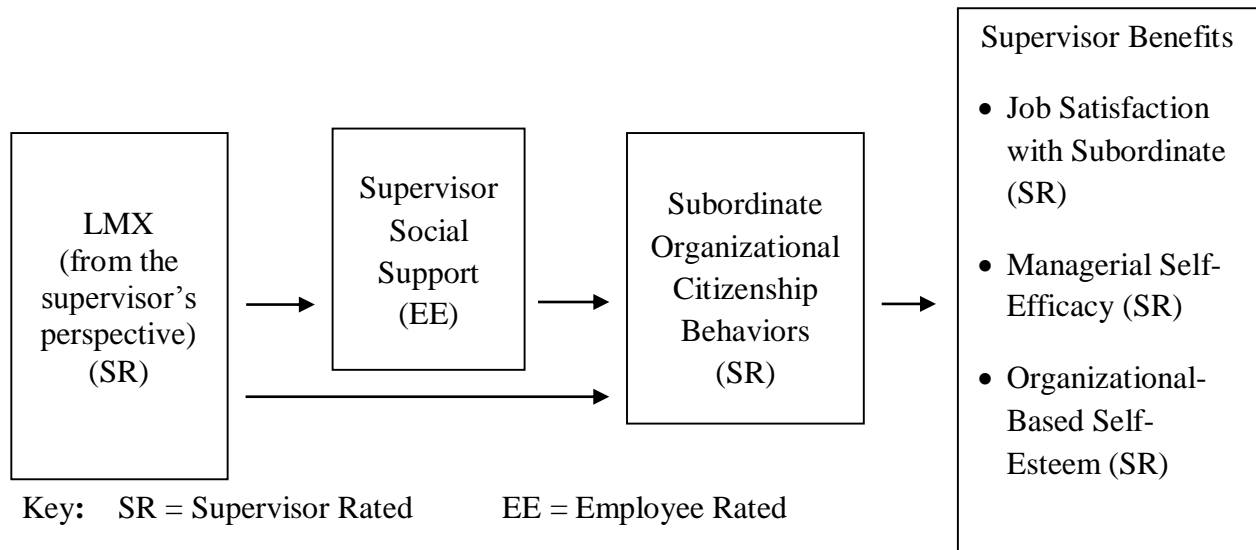 LMX
(from the
supervisor’s
perspective)
(SR)
Supervisor
Social
Support
(EE)
Subordinate
Organizational
Citizenship
Behaviors
(SR)
Supervisor Benefits
• Job Satisfaction
with Subordinate
(SR)
• Managerial Self-
Efficacy (SR)
• Organizational-
Based Self-
Esteem (SR)
Key: SR = Supervisor Rated EE = Employee Rated